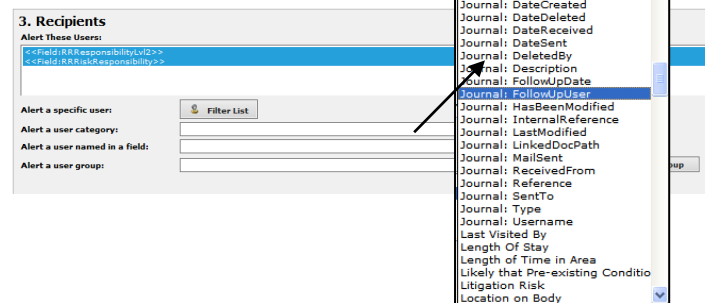 3. Recipients
Alert These Users:
<<Field:RRResponsibilityLvl2>>
<<Field:RRRiskResponsibility>>
Alert a specific user:
Filter List
Alert a user category:
Alert a user named in a field:
Alert a user group:
Journal: DateCreated
Journal: DateDeleted
Journal: DateReceived
Journal: DateSent
Journal: DeletedBy
Journal: Description
Journal: FollowUpDate
Journal: FollowUpUser
Journal: HasBeenModified
Journal: InternalReference
Journal: LastModified
Journal: LinkedDocPath
Journal: MailSent
Journal: ReceivedFrom
Journal: Reference
Journal: SentTo
Journal: Type
Journal: Username
Last Visited By
Length Of Stay
Length of Time in Area
Likely that Pre-existing Conditio
Litigation Risk
Location on Body
oup